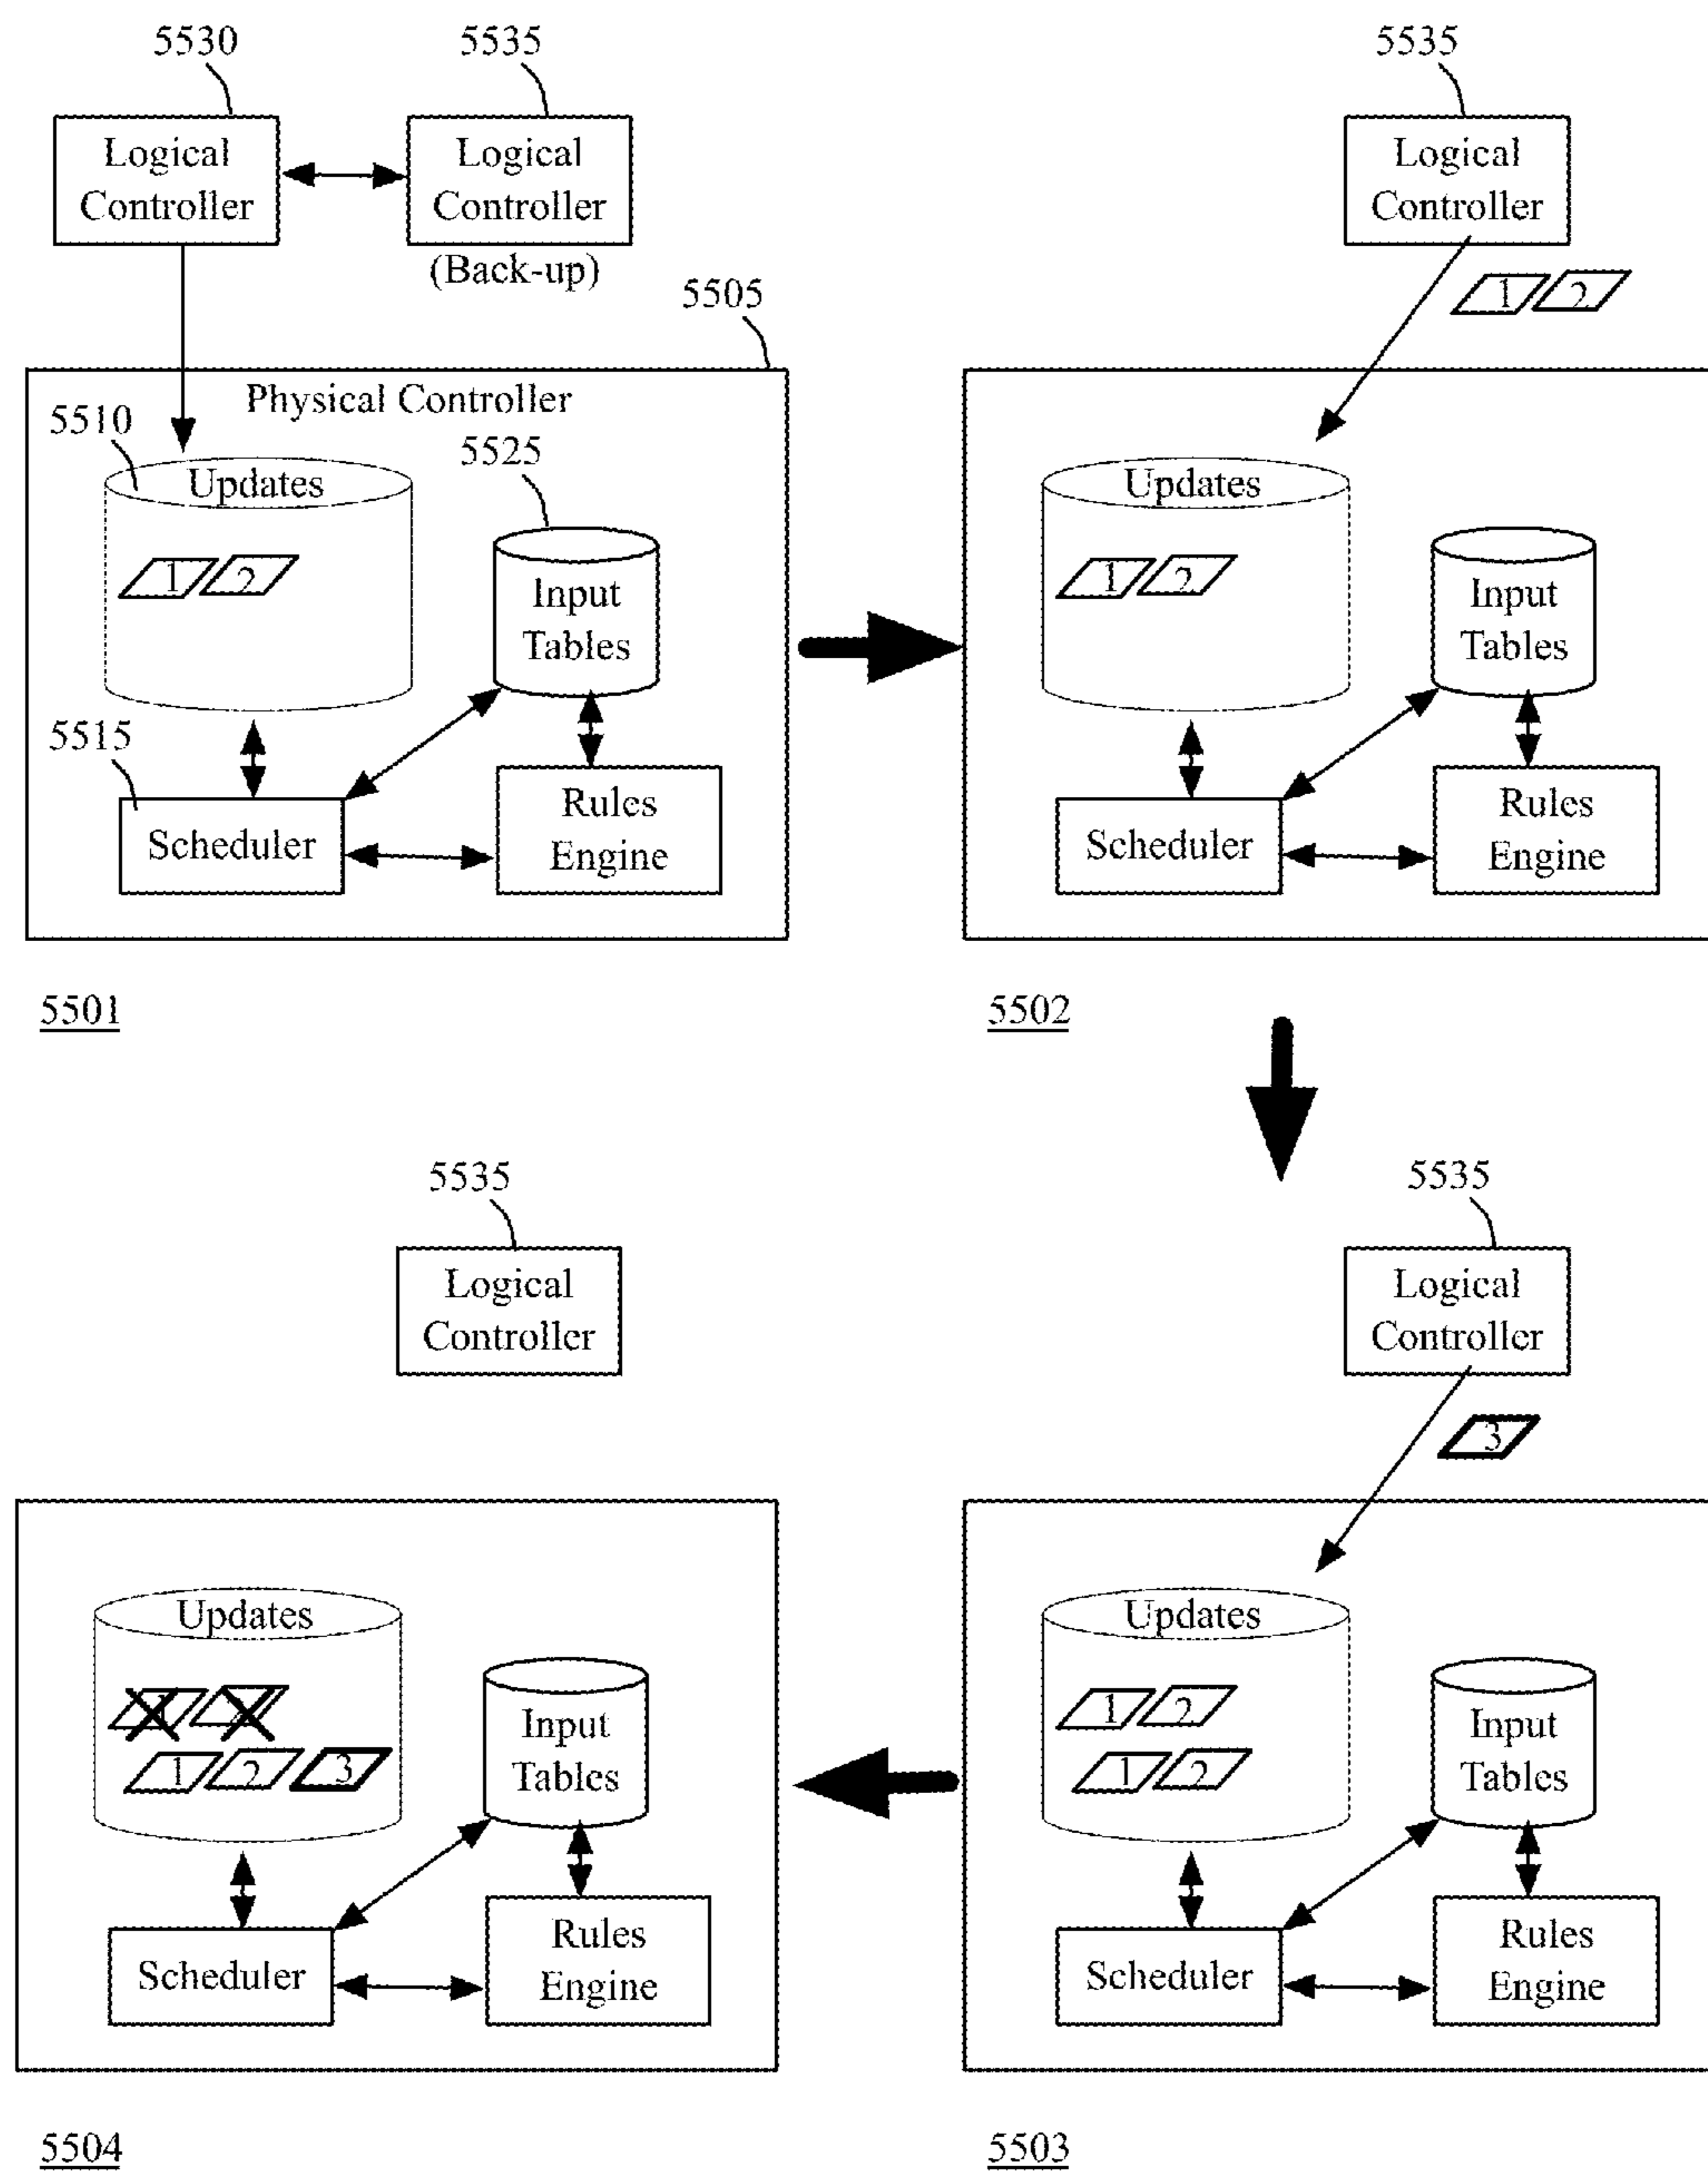 5530
5535
5535
Logical
Controller
Logical
Controller
(Back-up)
Logical
Controller
1 2
5505
Physical Controller
5510
5525
Updates
1 2
Input
Tables
5515
Scheduler
Rules
Engine
Updates
1 2
Input
Tables
Scheduler
Rules
Engine
5501
5502
5535
5535
Logical
Controller
Logical
Controller
3
Updates
1 2 3
Input
Tables
Scheduler
Rules
Engine
Updates
1 2
1 2
Input
Tables
Scheduler
Rules
Engine
5504
5503